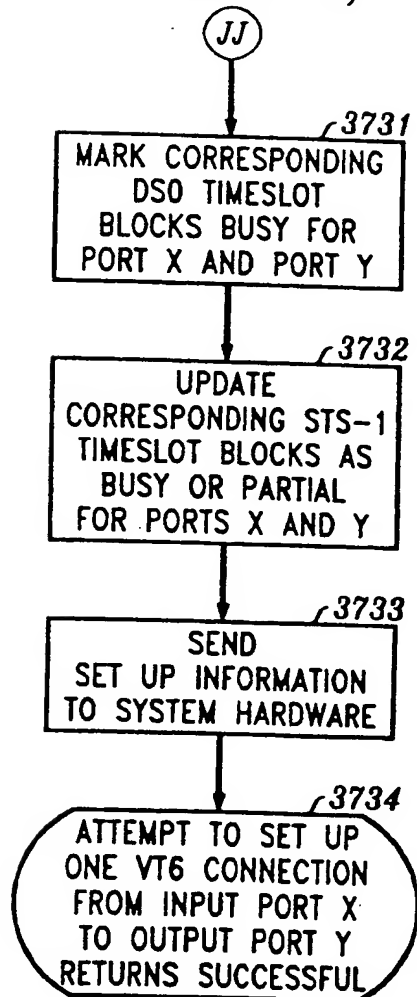 JJ
3731
MARK CORRESPONDING
DS0 TIMESLOT
BLOCKS BUSY FOR
PORT X AND PORT Y
3732
UPDATE
CORRESPONDING STS-1
TIMESLOT BLOCKS AS
BUSY OR PARTIAL
FOR PORTS X AND Y
3733
SEND
SET UP INFORMATION
TO SYSTEM HARDWARE
3734
ATTEMPT TO SET UP
ONE VT6 CONNECTION
FROM INPUT PORT X
TO OUTPUT PORT Y
RETURNS SUCCESSFUL